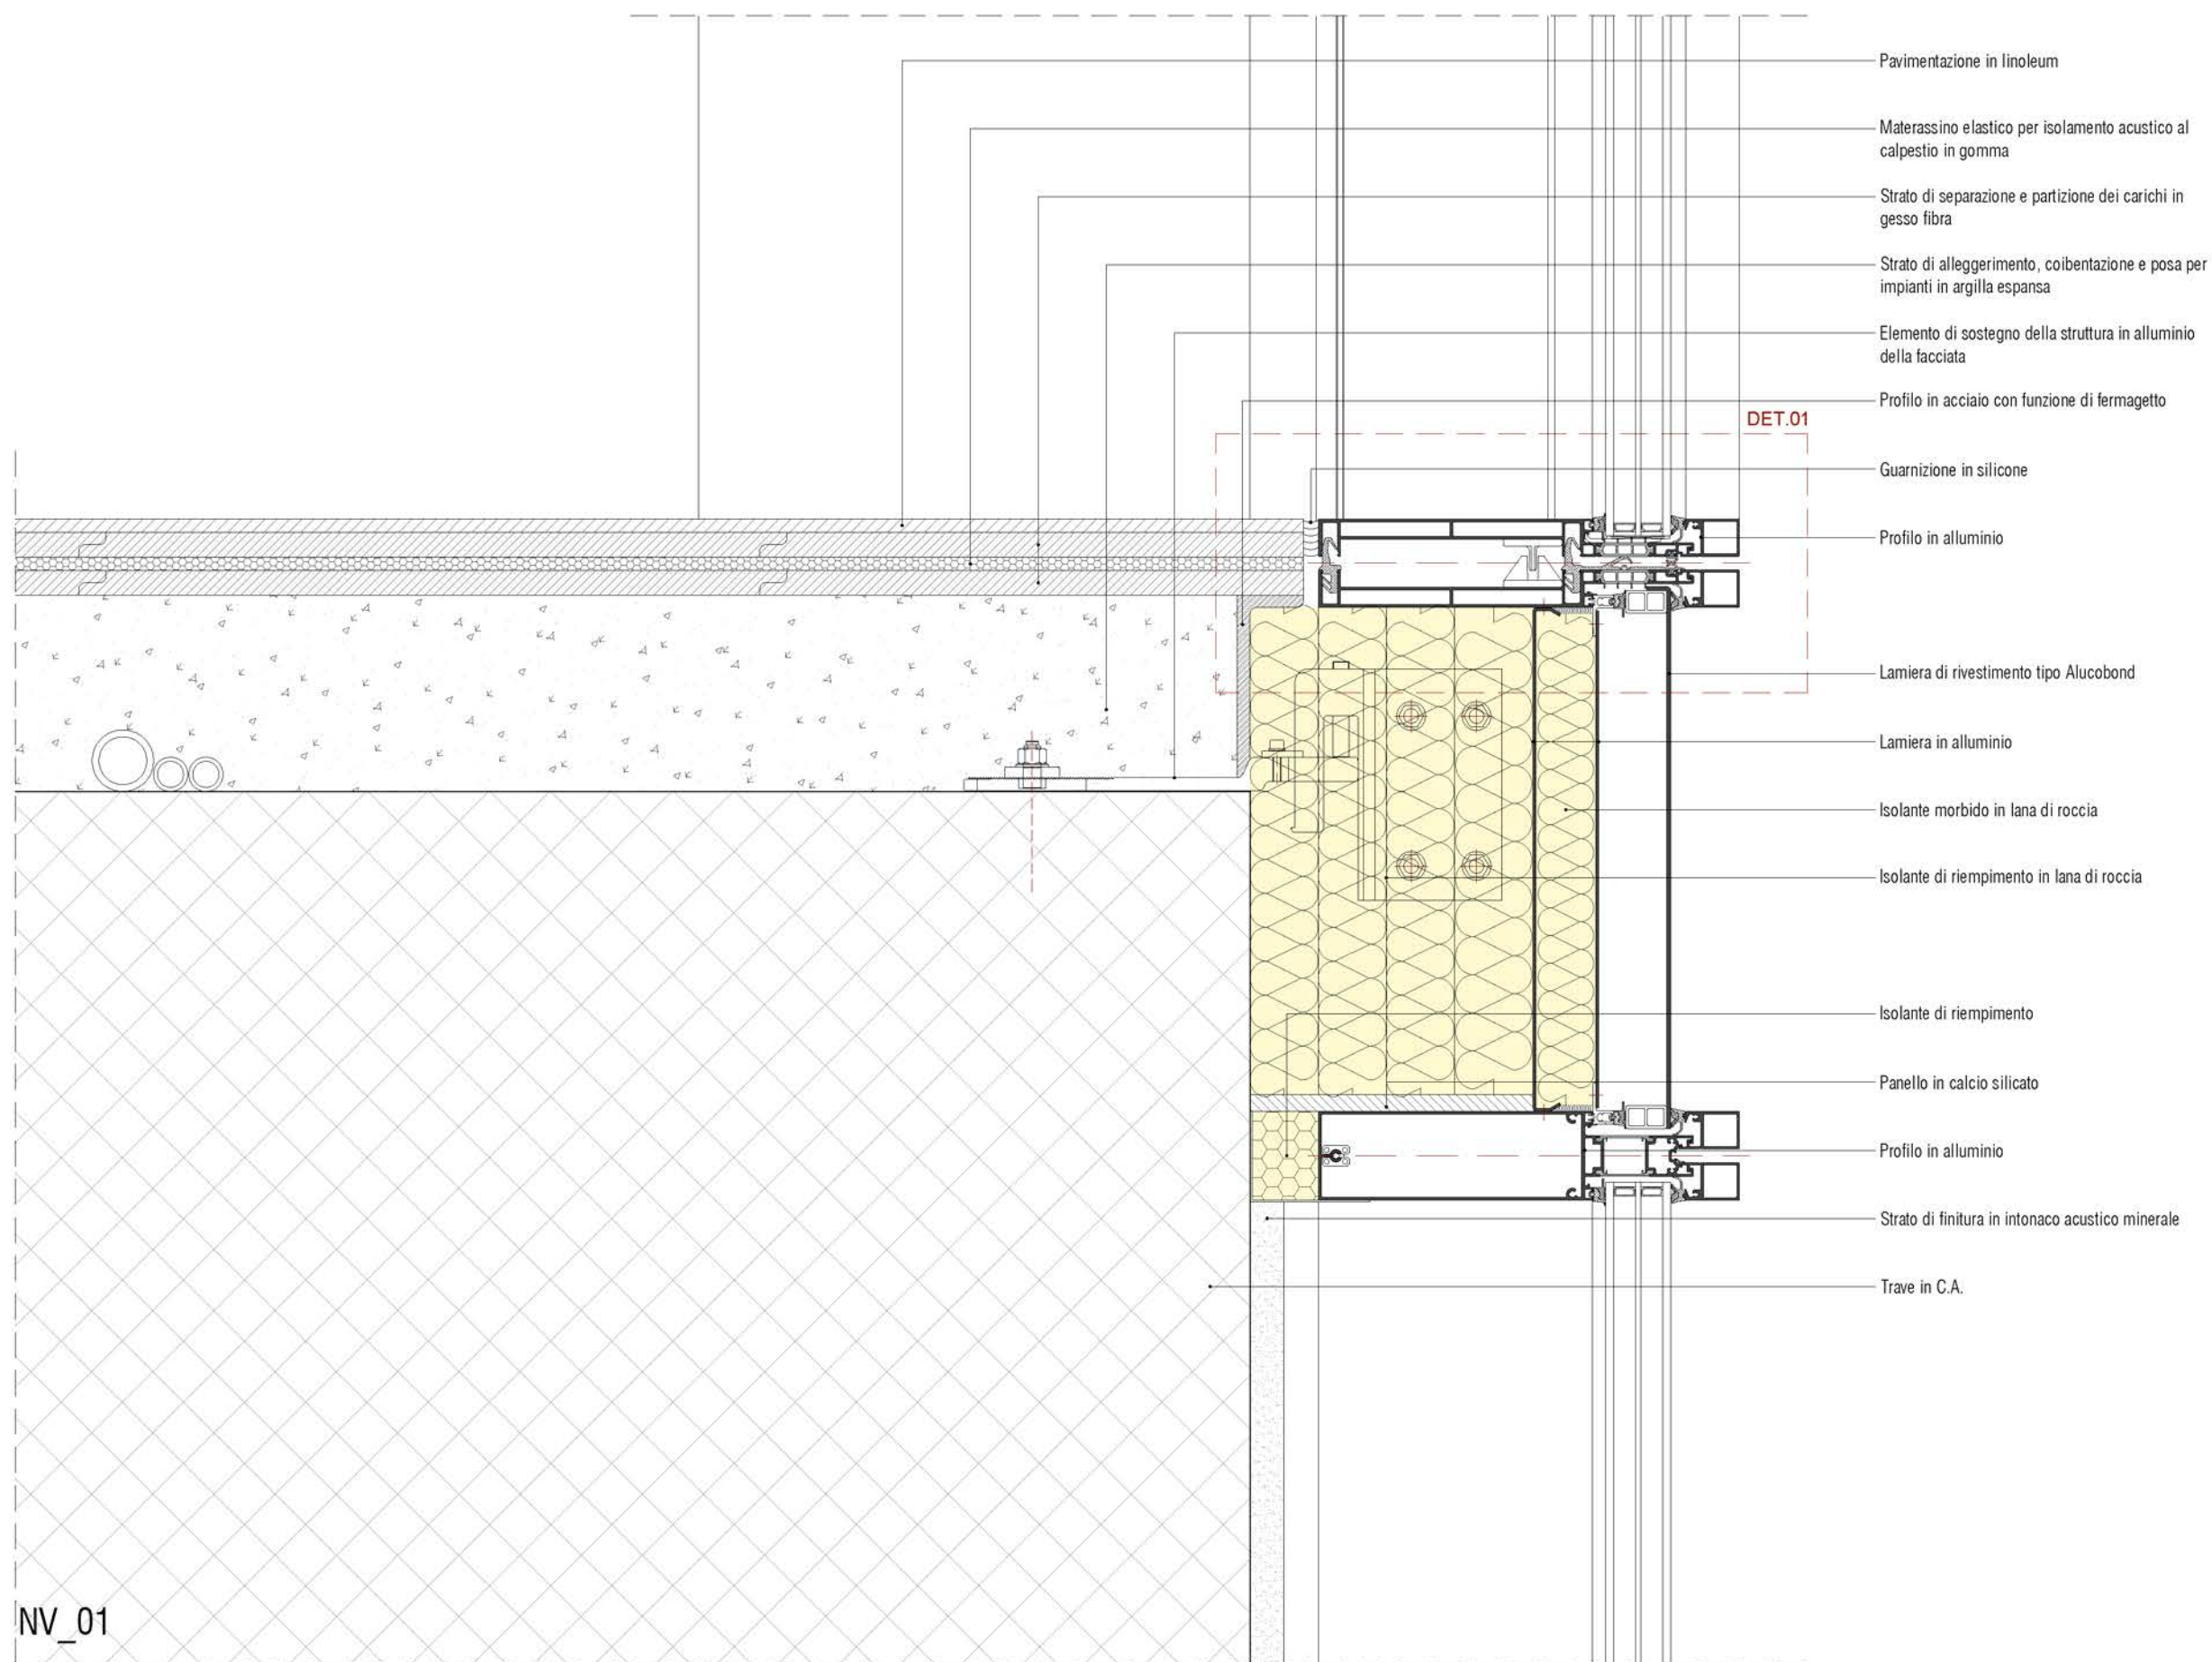 Pavimentazione in linoleum
Materassino elastico per isolamento acustico al
calpestio in gomma
Strato di separazione e partizione dei carichi in
gesso fibra
Strato di alleggerimento, coibentazione e posa per
impianti in argilla espansa
Elemento di sostegno della struttura in alluminio
della facciata
Profilo in acciaio con funzione di fermagetto
DET.01
Guarnizione in silicone
Profilo in alluminio
Lamiera di rivestimento tipo Alucobond
Lamiera in alluminio
Isolante morbido in lana di roccia
Isolante di riempimento in lana di roccia
Isolante di riempimento
Panello in calcio silicato
Profilo in alluminio
Strato di finitura in intonaco acustico minerale
Trave in C.A.
NV_01